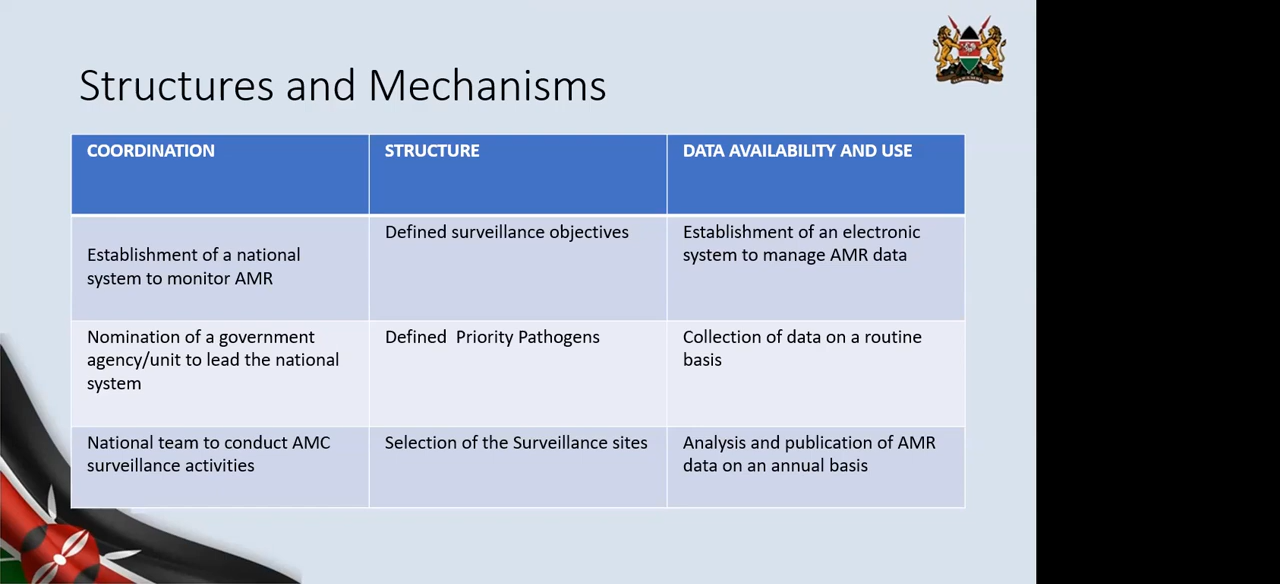 Structures and Mechanisms
COORDINATION
STRUCTURE
DATA AVAILABILITY AND USE
Establishment of a national
system to monitor AMR
Defined surveillance objectives
Establishment of an electronic
system to manage AMR data
Nomination of a government
agency/unit to lead the national
system
Defined  Priority Pathogens
Collection of data on a routine
basis
National team to conduct AMC
surveillance activities
Selection of the Surveillance sites
Analysis and publication of AMR
data on an annual basis